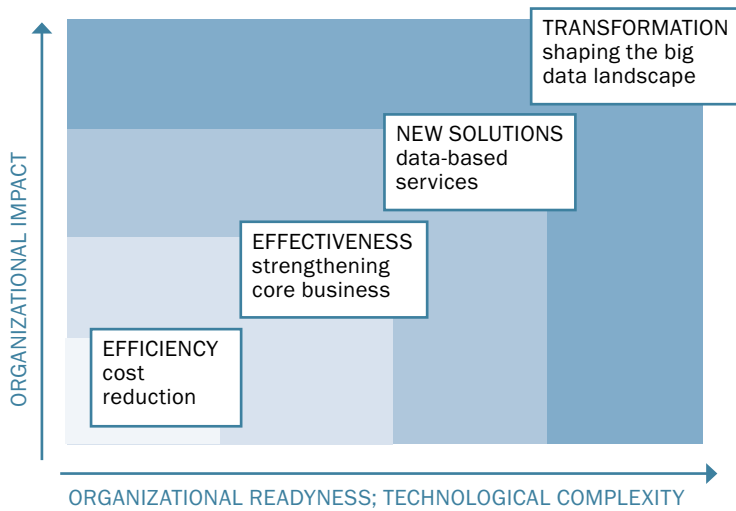 TRANSFORMATION
shaping the big
data landscape
NEW SOLUTIONS
data-based
services
EFFECTIVENESS
strengthening
core business
EFFICIENCY
cost
reduction
ORGANIZATIONAL IMPACT
ORGANIZATIONAL READYNESS; TECHNOLOGICAL COMPLEXITY